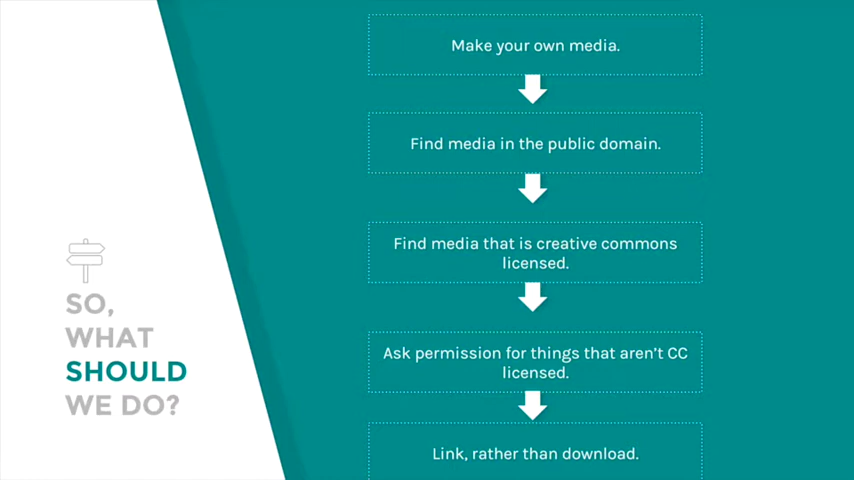 SO,
WHAT
SHOULD
WE DO?
Make your own media.
Find media in the public domain.
Find media that is creative commons
licensed.
Ask permission for things that aren't CC
licensed.
Link, rather than download.